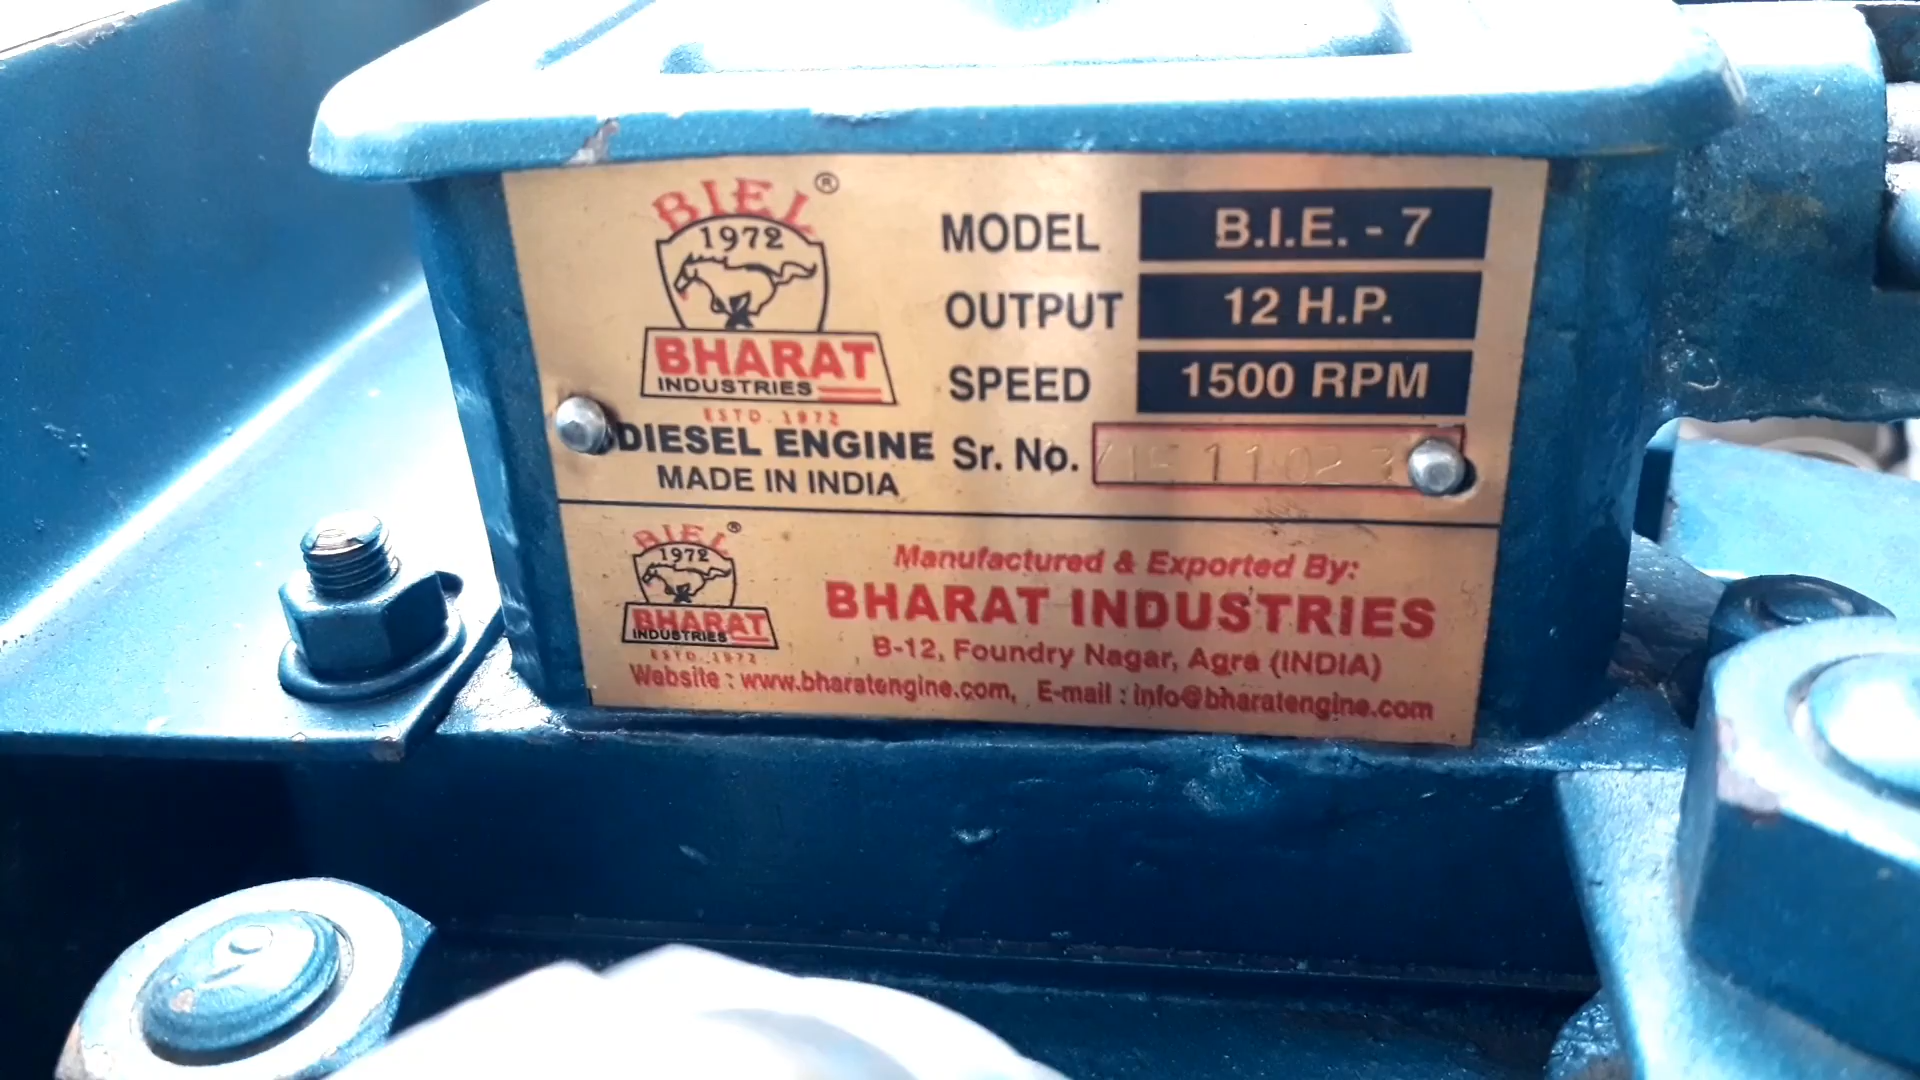 BIEL®
1972
BHARAT
INDUSTRIES
ESTD. 1972
DIESEL ENGINE
MADE IN INDIA
MODEL B.I.E. - 7
OUTPUT 12 H.P.
SPEED 1500 RPM
Sr. No.
BIEL®
1972
BHARAT
INDUSTRIES
ESTD. 1972
Manufactured & Exported By:
BHARAT INDUSTRIES
B-12, Foundry Nagar, Agra (INDIA)
Website : www.bharatengine.com, E-mail : info@bharatengine.com